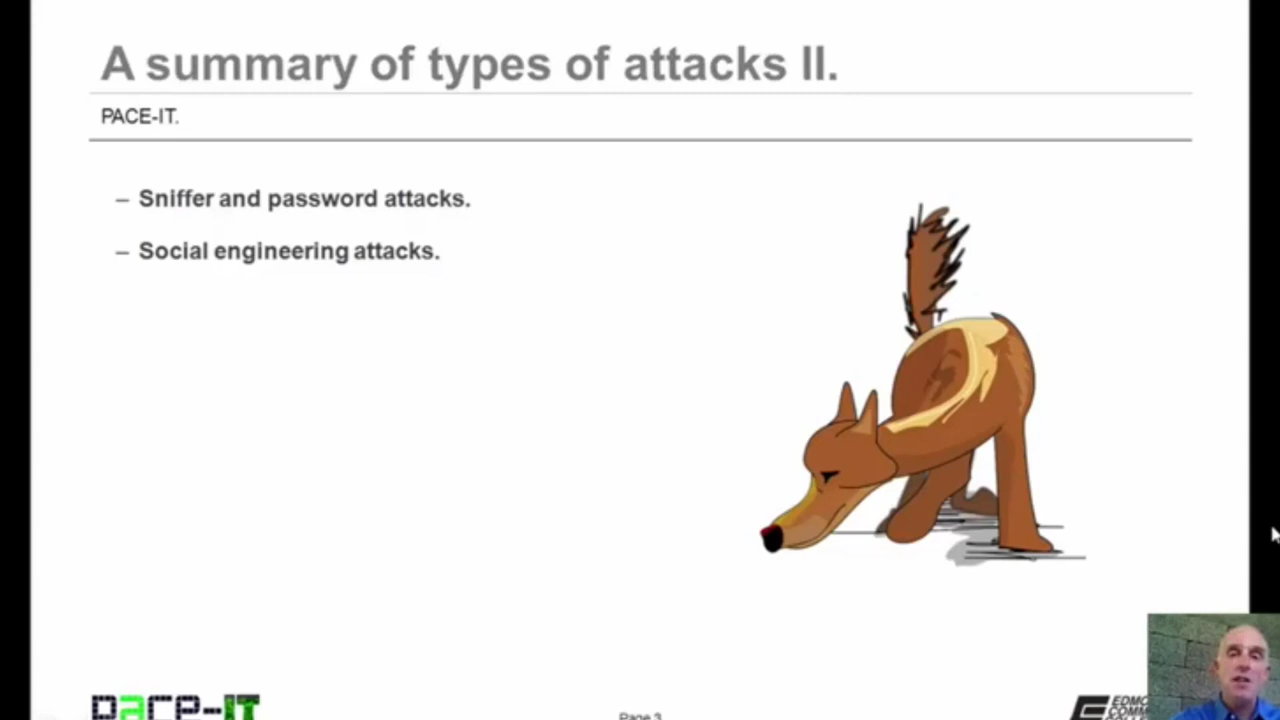 A summary of types of attacks II.
PACE-IT.
– Sniffer and password attacks.
– Social engineering attacks.
pace-IT
Page 3